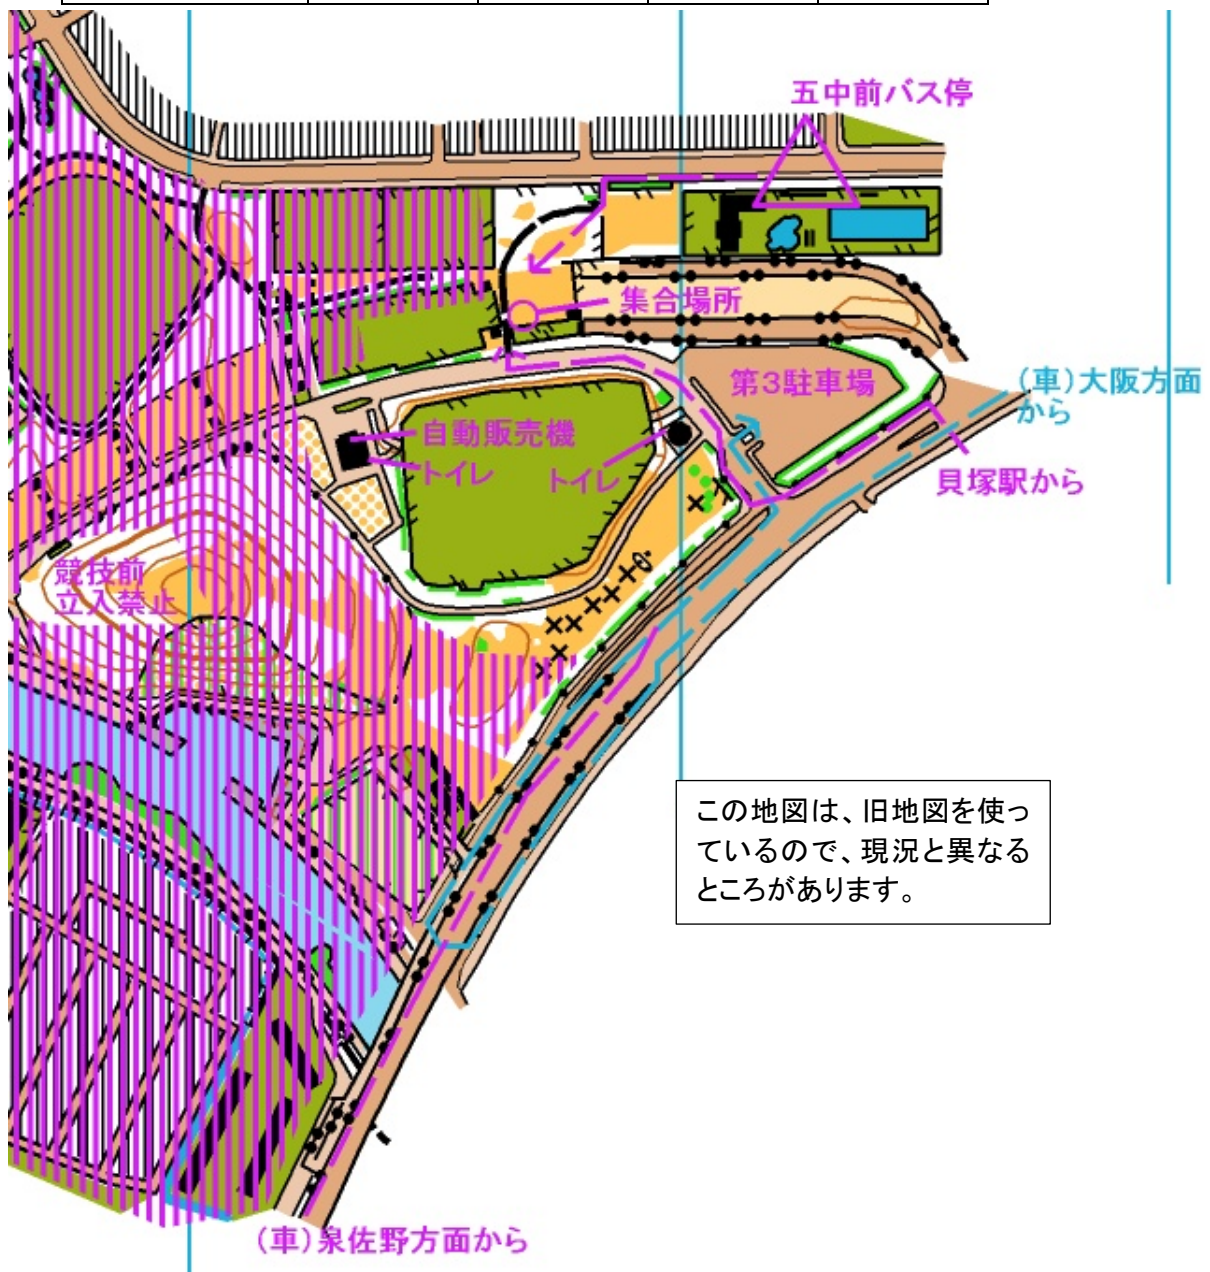 五中前バス停
集合場所
第3駐車場
(車)大阪方面
から
自動販売機
トイレ
トイレ
貝塚駅から
競技前
立入禁止
この地図は、旧地図を使っ
ているので、現況と異なる
ところがあります。
(車)泉佐野方面から